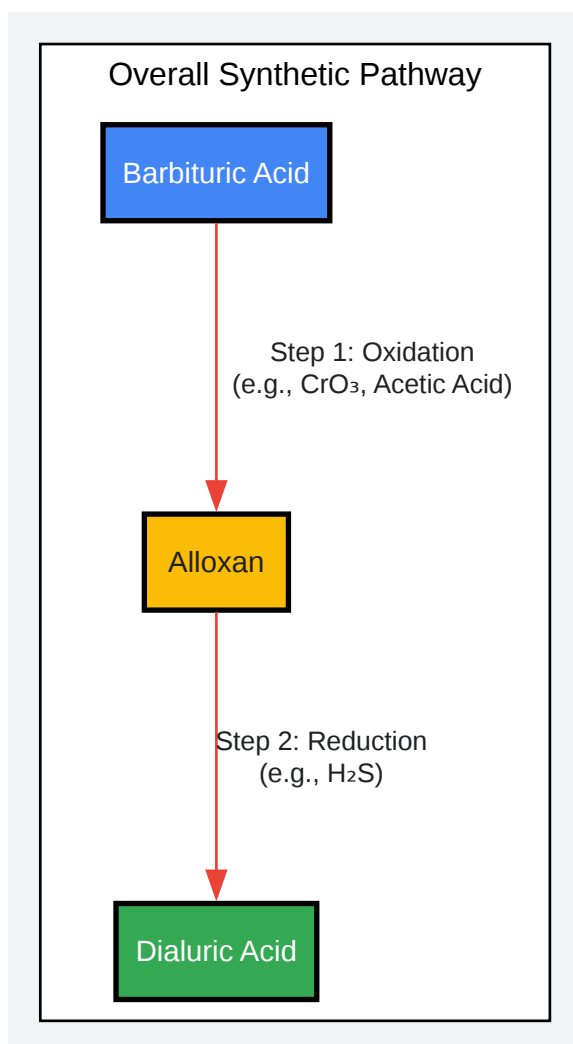 Overall Synthetic Pathway
Barbituric Acid
Step 1: Oxidation
(e.g., CrO₃, Acetic Acid)
Alloxan
Step 2: Reduction
(e.g., H₂S)
Dialuric Acid